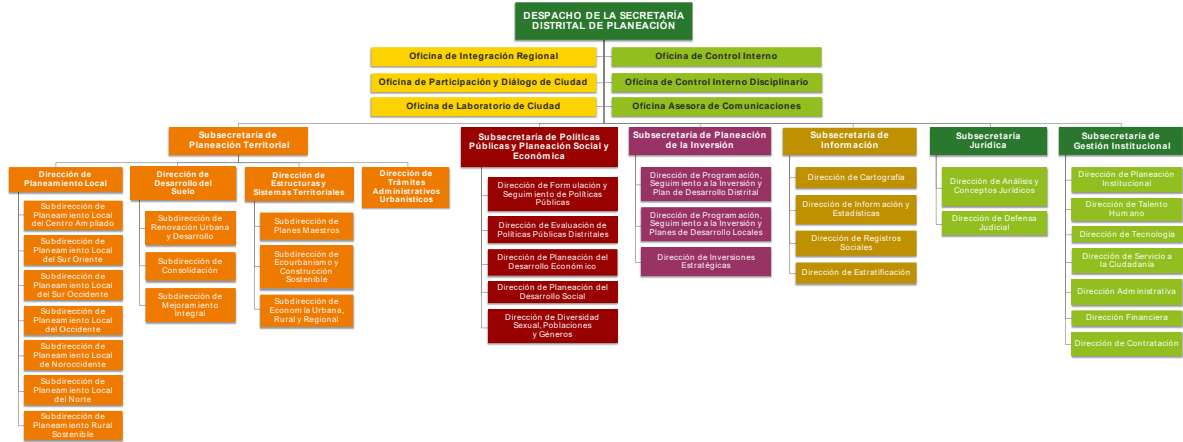 DESPACHO DE LA SECRETARÍA
DISTRITAL DE PLANEACIÓN
Oficina de Integración Regional
Oficina de Control Interno
Oficina de Participación y Diálogo de Ciudad
Oficina de Control Interno Disciplinario
Oficina de Laboratorio de Ciudad
Oficina Asesora de Comunicaciones
Subsecretaría de
Planeación Territorial
Dirección de
Planeamiento Local
Subdirección de
Planeamiento Local
del Centro Ampliado
Subdirección de
Planeamiento Local
del Sur Oriente
Subdirección de
Planeamiento Local
del Sur Occidente
Subdirección de
Planeamiento Local
del Occidente
Subdirección de
Planeamiento Local
de Noroccidente
Subdirección de
Planeamiento Local
del Norte
Subdirección de
Planeamiento Rural
Sostenible
Dirección de
Desarrollo del
Suelo
Subdirección de
Renovación Urbana
y Desarrollo
Subdirección de
Consolidación
Subdirección de
Mejoramiento
Integral
Dirección de
Estructuras y
Sistemas Territoriales
Subdirección de
Planes Maestros
Subdirección de
Ecourbanismo y
Construcción
Sostenible
Subdirección de
Economía Urbana,
Rural y Regional
Dirección de
Trámites
Administrativos
Urbanísticos
Subsecretaría de Políticas
Públicas y Planeación Social y
Económica
Dirección de Formulación y
Seguimiento de Políticas
Públicas
Dirección de Evaluación de
Políticas Públicas Distritales
Dirección de Planeación del
Desarrollo Económico
Dirección de Planeación del
Desarrollo Social
Dirección de Diversidad
Sexual, Poblaciones
y Géneros
Subsecretaría de Planeación
de la Inversión
Dirección de Programación,
Seguimiento a la Inversión y
Plan de Desarrollo Distrital
Dirección de Programación,
Seguimiento a la Inversión y
Planes de Desarrollo Locales
Dirección de Inversiones
Estratégicas
Subsecretaría de
Información
Dirección de Cartografía
Dirección de Información y
Estadísticas
Dirección de Registros
Sociales
Dirección de Estratificación
Subsecretaría
Jurídica
Dirección de Análisis y
Conceptos Jurídicos
Dirección de Defensa
Judicial
Subsecretaría de
Gestión Institucional
Dirección de Planeación
Institucional
Dirección de Talento
Humano
Dirección de Tecnología
Dirección de Servicio a
la Ciudadanía
Dirección Administrativa
Dirección Financiera
Dirección de Contratación